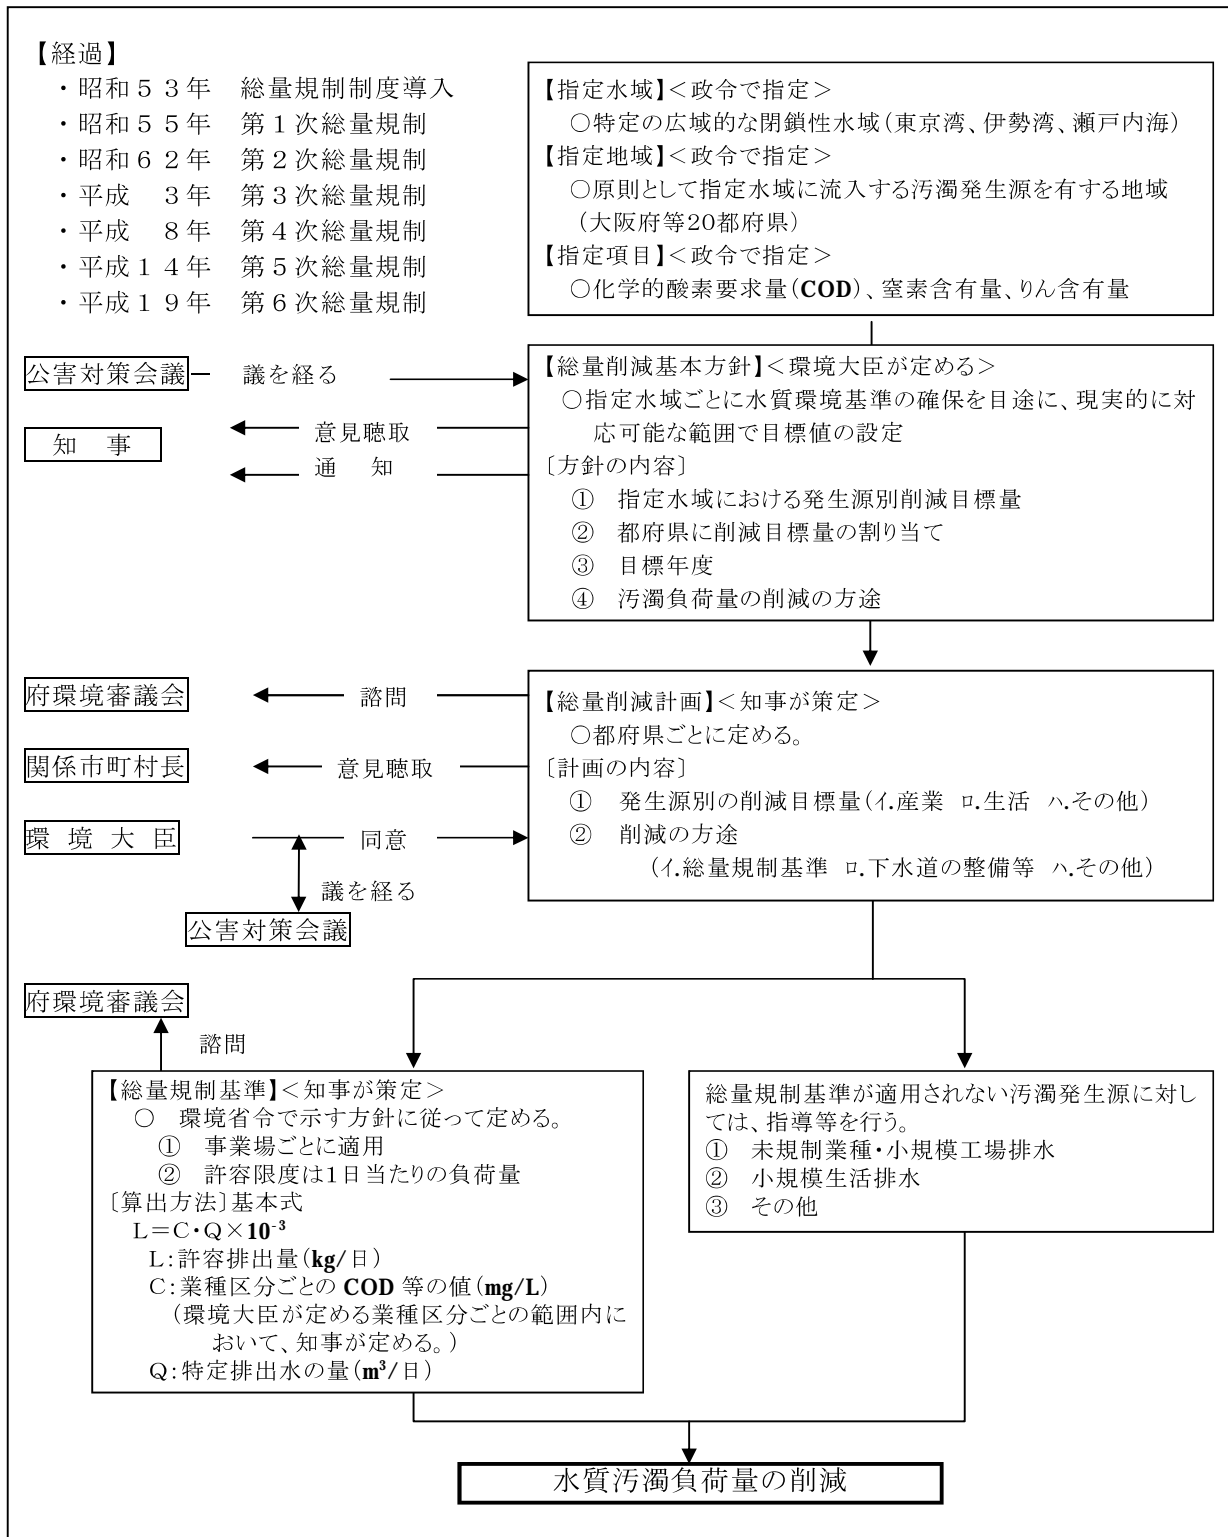 【経過】
・昭和５３年　総量規制制度導入
・昭和５５年　第１次総量規制
・昭和６２年　第２次総量規制
・平成　３年　第３次総量規制
・平成　８年　第４次総量規制
・平成１４年　第５次総量規制
・平成１９年　第６次総量規制
【指定水域】＜政令で指定＞
○特定の広域的な閉鎖性水域（東京湾、伊勢湾、瀬戸内海）
【指定地域】＜政令で指定＞
○原則として指定水域に流入する汚濁発生源を有する地域
（大阪府等20都府県）
【指定項目】＜政令で指定＞
○化学的酸素要求量（COD）、窒素含有量、りん含有量
公害対策会議
議を経る
知　事
意見聴取
通　知
【総量削減基本方針】＜環境大臣が定める＞
○指定水域ごとに水質環境基準の確保を目途に、現実的に対
応可能な範囲で目標値の設定
〔方針の内容〕
①　指定水域における発生源別削減目標量
②　都府県に削減目標量の割り当て
③　目標年度
④　汚濁負荷量の削減の方途
府環境審議会
諮問
関係市町村長
意見聴取
環 境 大 臣
同意
議を経る
公害対策会議
【総量削減計画】＜知事が策定＞
○都府県ごとに定める。
〔計画の内容〕
①　発生源別の削減目標量（ｲ.産業　ﾛ.生活　ﾊ.その他）
②　削減の方途
（ｲ.総量規制基準　ﾛ.下水道の整備等　ﾊ.その他）
府環境審議会
諮問
【総量規制基準】＜知事が策定＞
○　環境省令で示す方針に従って定める。
①　事業場ごとに適用
②　許容限度は１日当たりの負荷量
〔算出方法〕基本式
Ｌ＝Ｃ・Ｑ×10⁻³
Ｌ：許容排出量（kg/日）
Ｃ：業種区分ごとの COD 等の値（mg/L）
（環境大臣が定める業種区分ごとの範囲内に
おいて、知事が定める。）
Ｑ：特定排出水の量（m³/日）
総量規制基準が適用されない汚濁発生源に対し
ては、指導等を行う。
①　未規制業種・小規模工場排水
②　小規模生活排水
③　その他
水質汚濁負荷量の削減